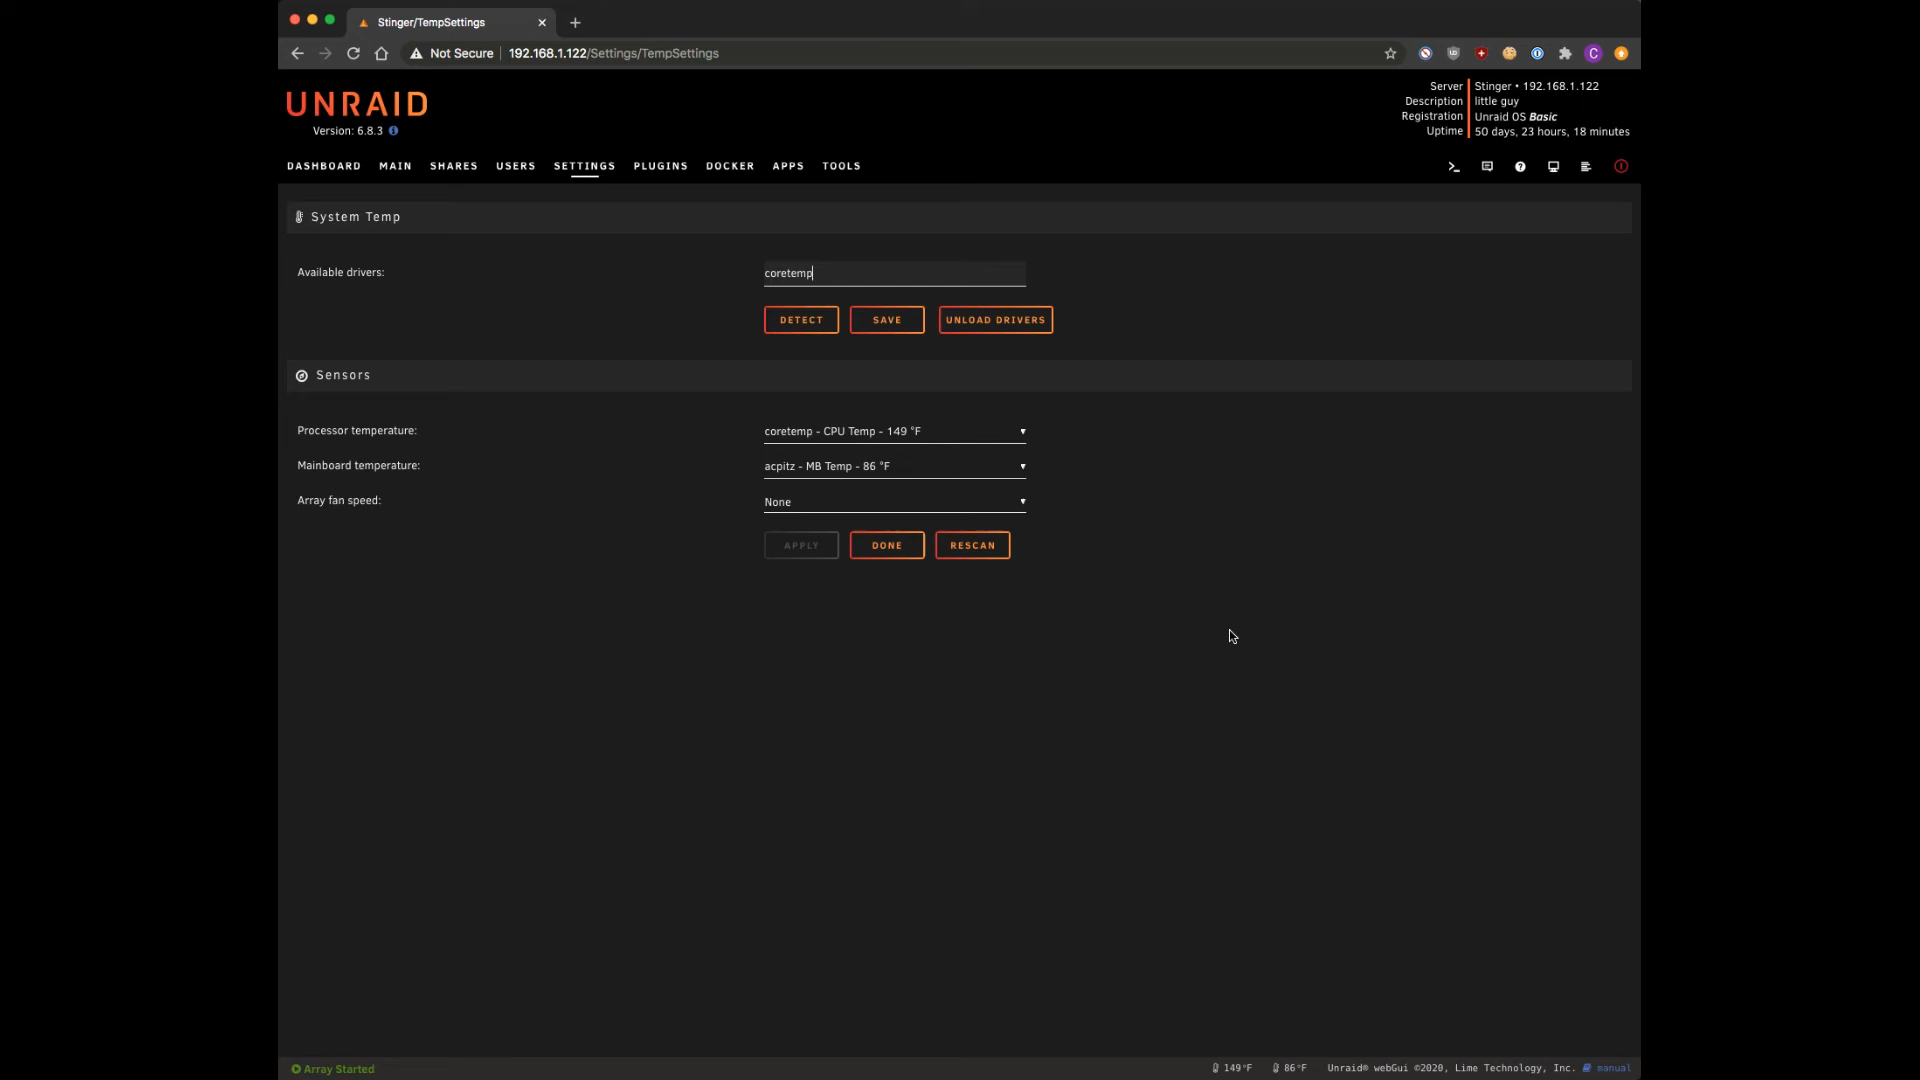 Stinger/TempSettings
Not Secure 192.168.1.122/Settings/TempSettings
C
UNRAID
Version: 6.8.3
Server Stinger • 192.168.1.122
Description little guy
Registration Unraid OS Basic
Uptime 50 days, 23 hours, 18 minutes
DASHBOARD MAIN SHARES USERS SETTINGS PLUGINS DOCKER APPS TOOLS
System Temp
Available drivers: coretemp
DETECT SAVE UNLOAD DRIVERS
Sensors
Processor temperature: coretemp - CPU Temp - 149 °F
Mainboard temperature: acpitz - MB Temp - 86 °F
Array fan speed: None
APPLY DONE RESCAN
Array Started 149°F 86°F Unraid® webGui ©2020, Lime Technology, Inc. manual